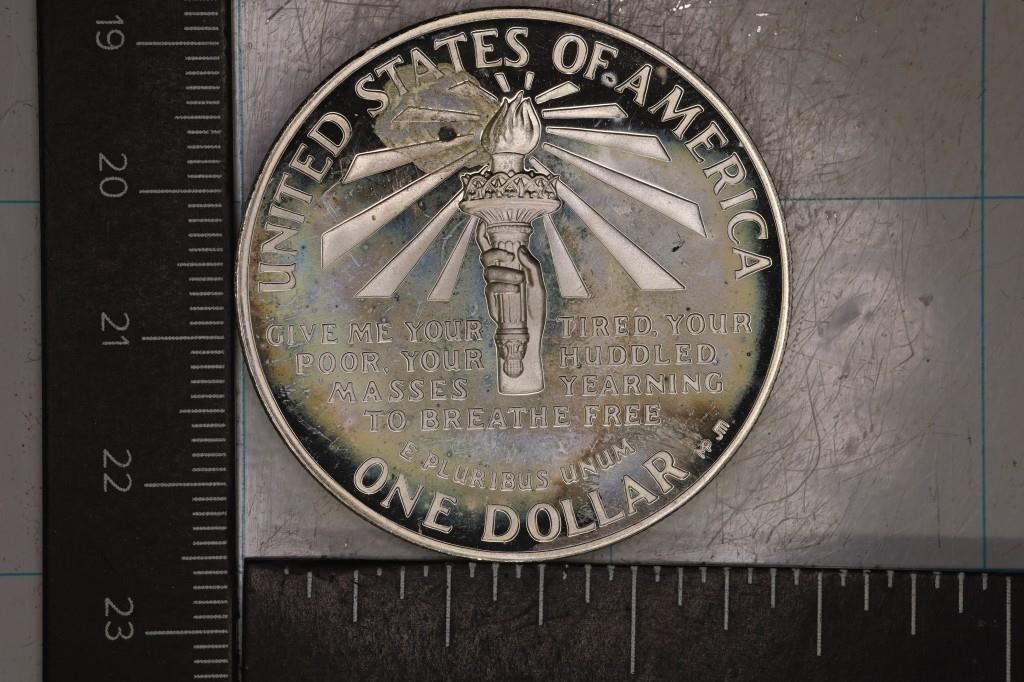 UNITED STATES OF AMERICA
GIVE ME YOUR TIRED, YOUR
POOR, YOUR HUDDLED
MASSES YEARNING
TO BREATHE FREE
E PLURIBUS UNUM
ONE DOLLAR
19
20
21
22
23